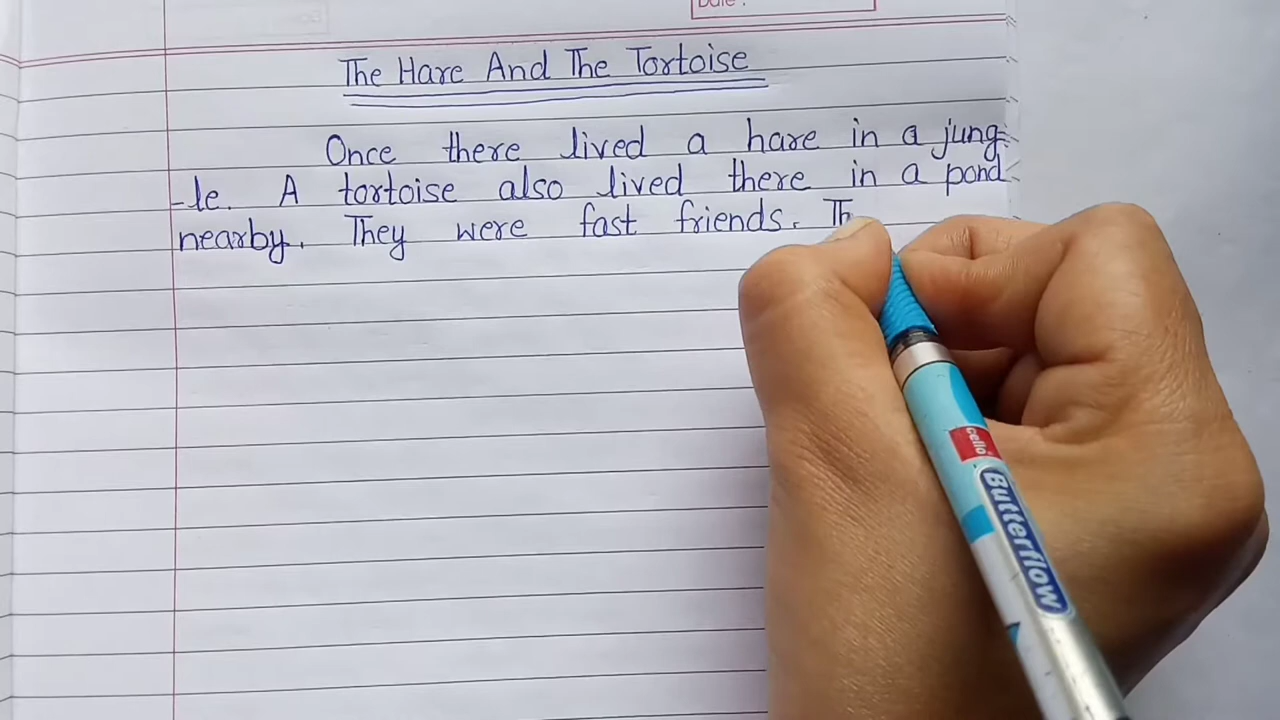 Date :
The Hare And The Tortoise
Once there lived a hare in a jung-
-le. A tortoise also lived there in a pond
nearby. They were fast friends. Th
cello
Butterflow